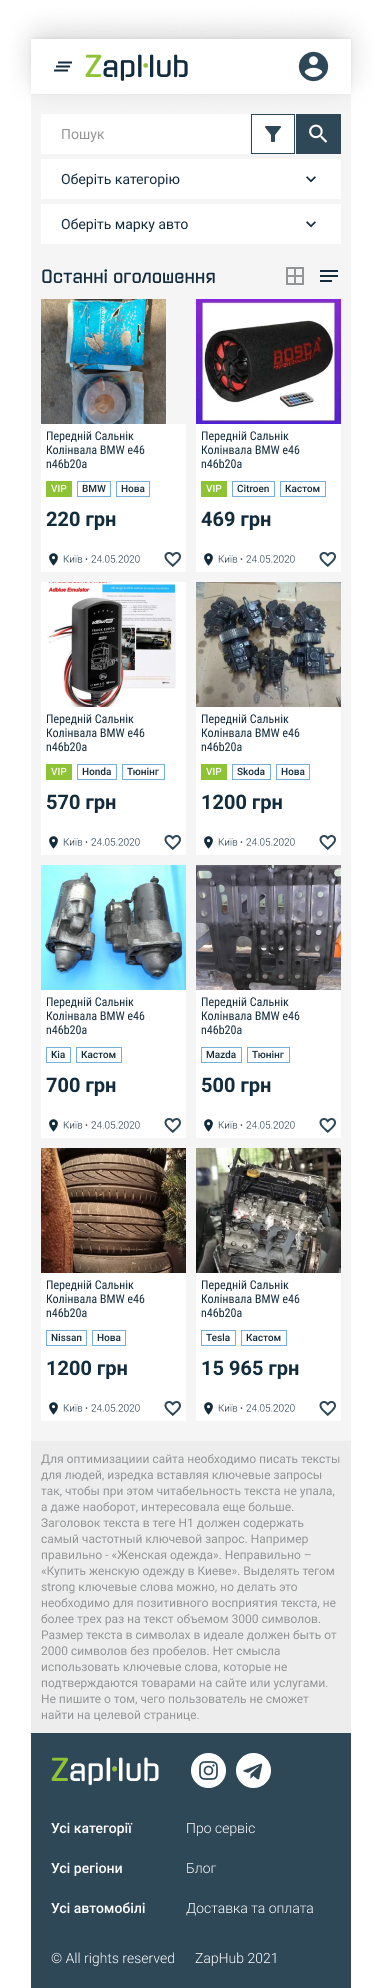 ZapHub
Пошук
Оберіть категорію
Оберіть марку авто
Останні оголошення
BOSCA
Передній Сальнік
Колінвала BMW e46
n46b20a
VIP BMW Нова
220 грн
Київ • 24.05.2020
Передній Сальнік
Колінвала BMW e46
n46b20a
VIP Citroen Кастом
469 грн
Київ • 24.05.2020
Adblue Emulator
Передній Сальнік
Колінвала BMW e46
n46b20a
VIP Honda Тюнінг
570 грн
Київ • 24.05.2020
Передній Сальнік
Колінвала BMW e46
n46b20a
VIP Skoda Нова
1200 грн
Київ • 24.05.2020
Передній Сальнік
Колінвала BMW e46
n46b20a
Kia Кастом
700 грн
Київ • 24.05.2020
Передній Сальнік
Колінвала BMW e46
n46b20a
Mazda Тюнінг
500 грн
Київ • 24.05.2020
Передній Сальнік
Колінвала BMW e46
n46b20a
Nissan Нова
1200 грн
Київ • 24.05.2020
Передній Сальнік
Колінвала BMW e46
n46b20a
Tesla Кастом
15 965 грн
Київ • 24.05.2020
Для оптимизациии сайта необходимо писать тексты
для людей, изредка вставляя ключевые запросы
так, чтобы при этом читабельность текста не упала,
а даже наоборот, интересовала еще больше.
Заголовок текста в теге H1 должен содержать
самый частотный ключевой запрос. Например
правильно - «Женская одежда». Неправильно –
«Купить женскую одежду в Киеве». Выделять тегом
strong ключевые слова можно, но делать это
необходимо для позитивного восприятия текста, не
более трех раз на текст объемом 3000 символов.
Размер текста в символах в идеале должен быть от
2000 символов без пробелов. Нет смысла
использовать ключевые слова, которые не
подтверждаются товарами на сайте или услугами.
Не пишите о том, чего пользователь не сможет
найти на целевой странице.
ZapHub
Усі категорії Про сервіс
Усі регіони Блог
Усі автомобілі Доставка та оплата
© All rights reserved ZapHub 2021